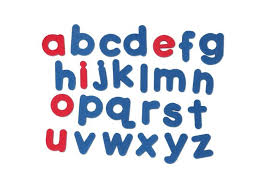 abcdefg
hijklmn
opqrst
uvwxyz